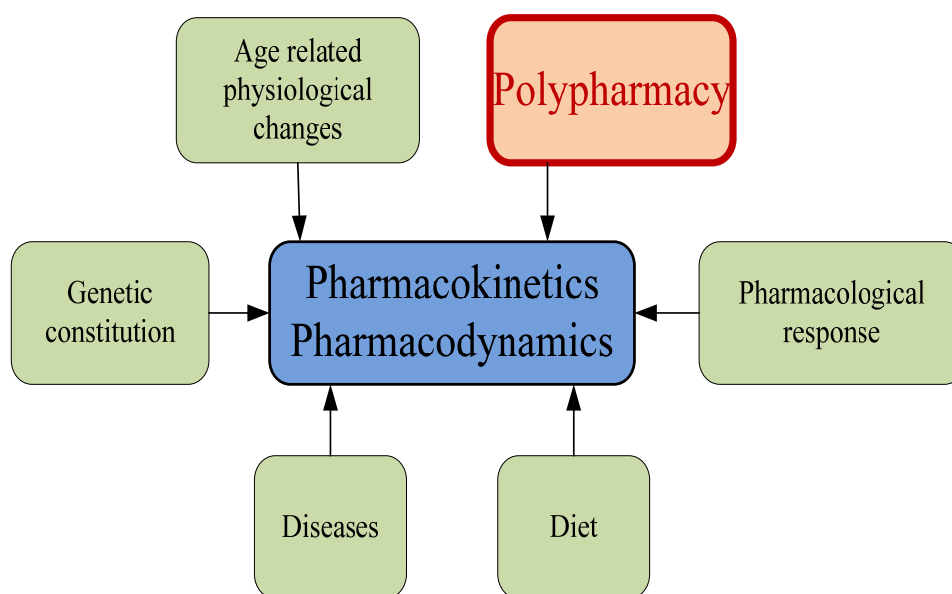 Age related
physiological
changes
Polypharmacy
Genetic
constitution
Pharmacokinetics
Pharmacodynamics
Pharmacological
response
Diseases
Diet